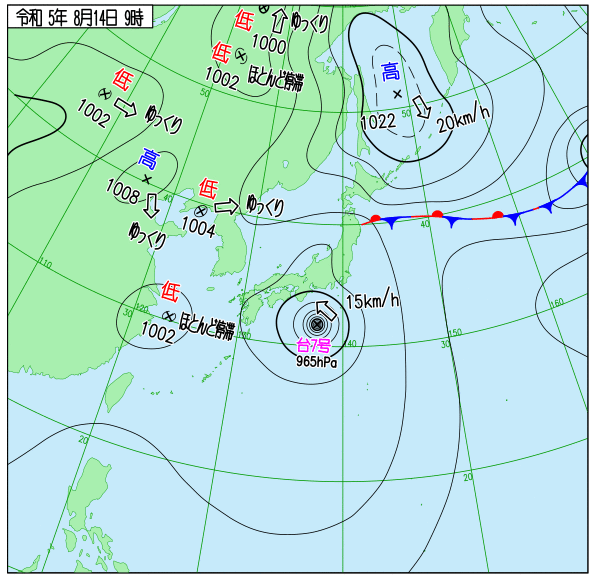 令和 5年 8月14日 9時
低
1000
ゆっくり
低
1002
ほとんど停滞
高
1022
20km/h
50
50
低
1002
ゆっくり
高
1008
ゆっくり
40
低
1004
ゆっくり
40
110
低
1002
ほとんど停滞
120
30
130
15km/h
台7号
965hPa
140
30
150
160
20
20